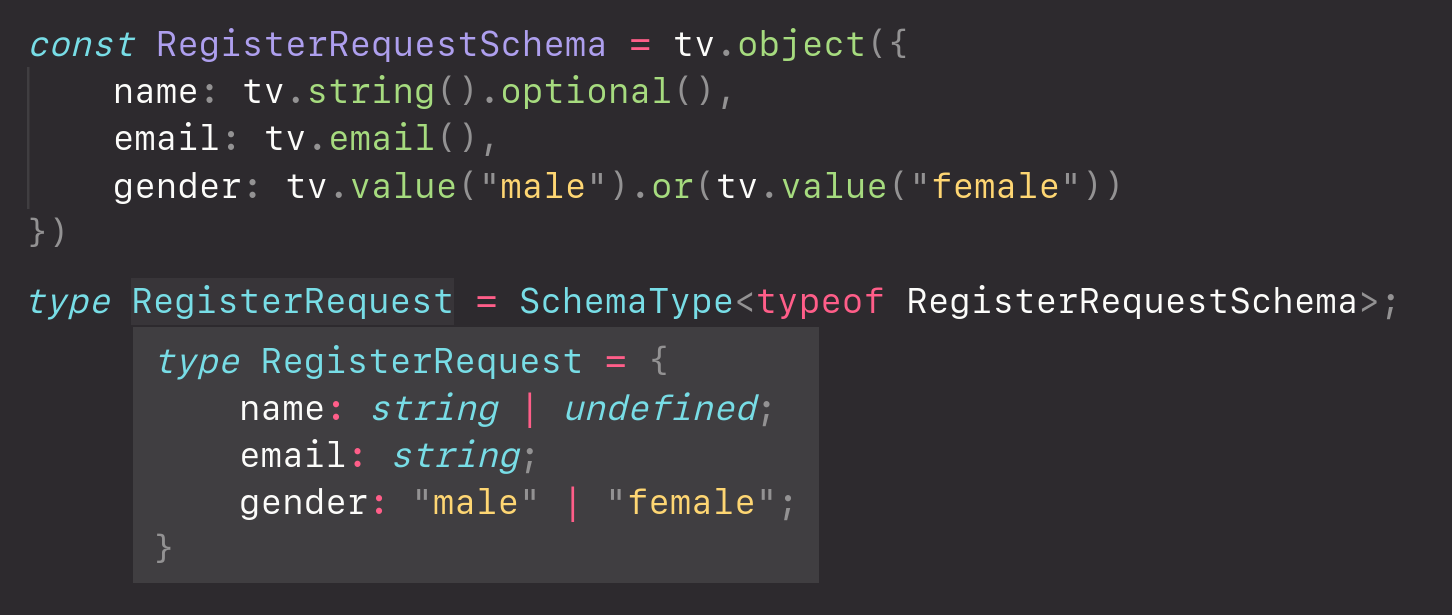 const RegisterRequestSchema = tv.object({
    name: tv.string().optional(),
    email: tv.email(),
    gender: tv.value("male").or(tv.value("female"))
})
type RegisterRequest = SchemaType<typeof RegisterRequestSchema>;
type RegisterRequest = {
    name: string | undefined;
    email: string;
    gender: "male" | "female";
}